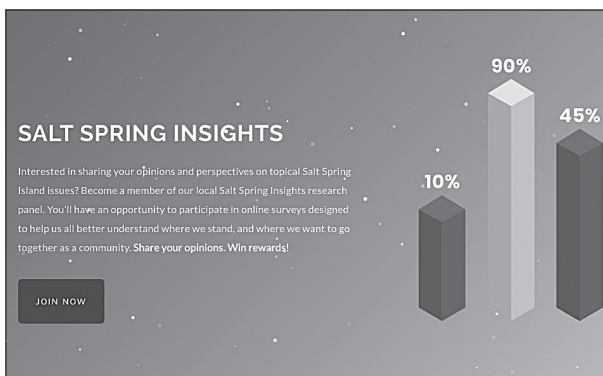 90%
45%
10%
SALT SPRING INSIGHTS
Interested in sharing your opinions and perspectives on topical Salt Spring
Island issues? Become a member of our local Salt Spring Insights research
panel. You'll have an opportunity to participate in online surveys designed
to help us all better understand where we stand, and where we want to go
together as a community. Share your opinions. Win rewards!
JOIN NOW